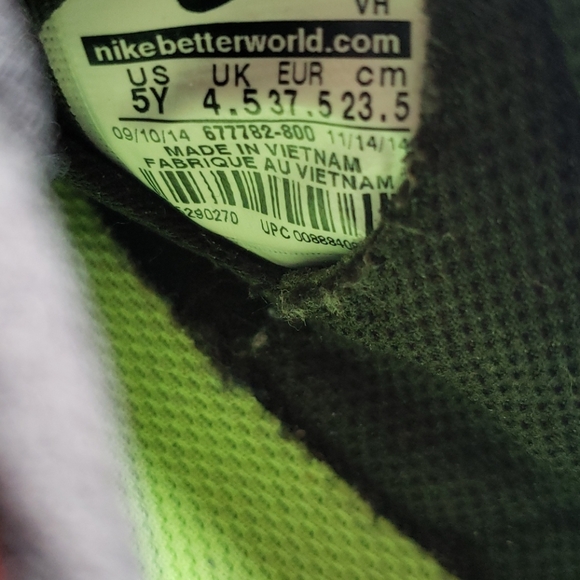 VH
nikebetterworld.com
US UK EUR cm
5Y 4.5 37.5 23.5
09/10/14 677782-800 11/14/14
MADE IN VIETNAM
FABRIQUE AU VIETNAM
290270 UPC 00888408